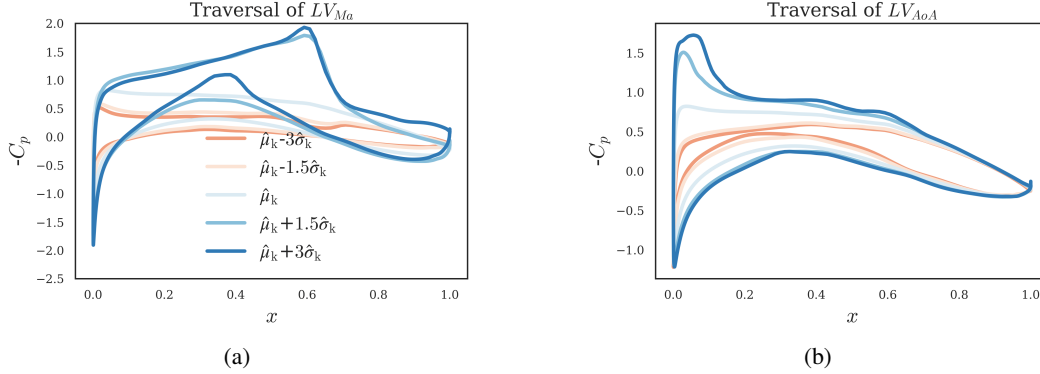 Traversal of LV_Ma
2.0
1.5
1.0
0.5
0.0
−0.5
−1.0
−1.5
−2.0
−2.5
-C_p
μ̂_k-3σ̂_k
μ̂_k-1.5σ̂_k
μ̂_k
μ̂_k+1.5σ̂_k
μ̂_k+3σ̂_k
0.0 0.2 0.4 0.6 0.8 1.0
x
(a)
Traversal of LV_AoA
1.5
1.0
0.5
0.0
−0.5
−1.0
-C_p
0.0 0.2 0.4 0.6 0.8 1.0
x
(b)